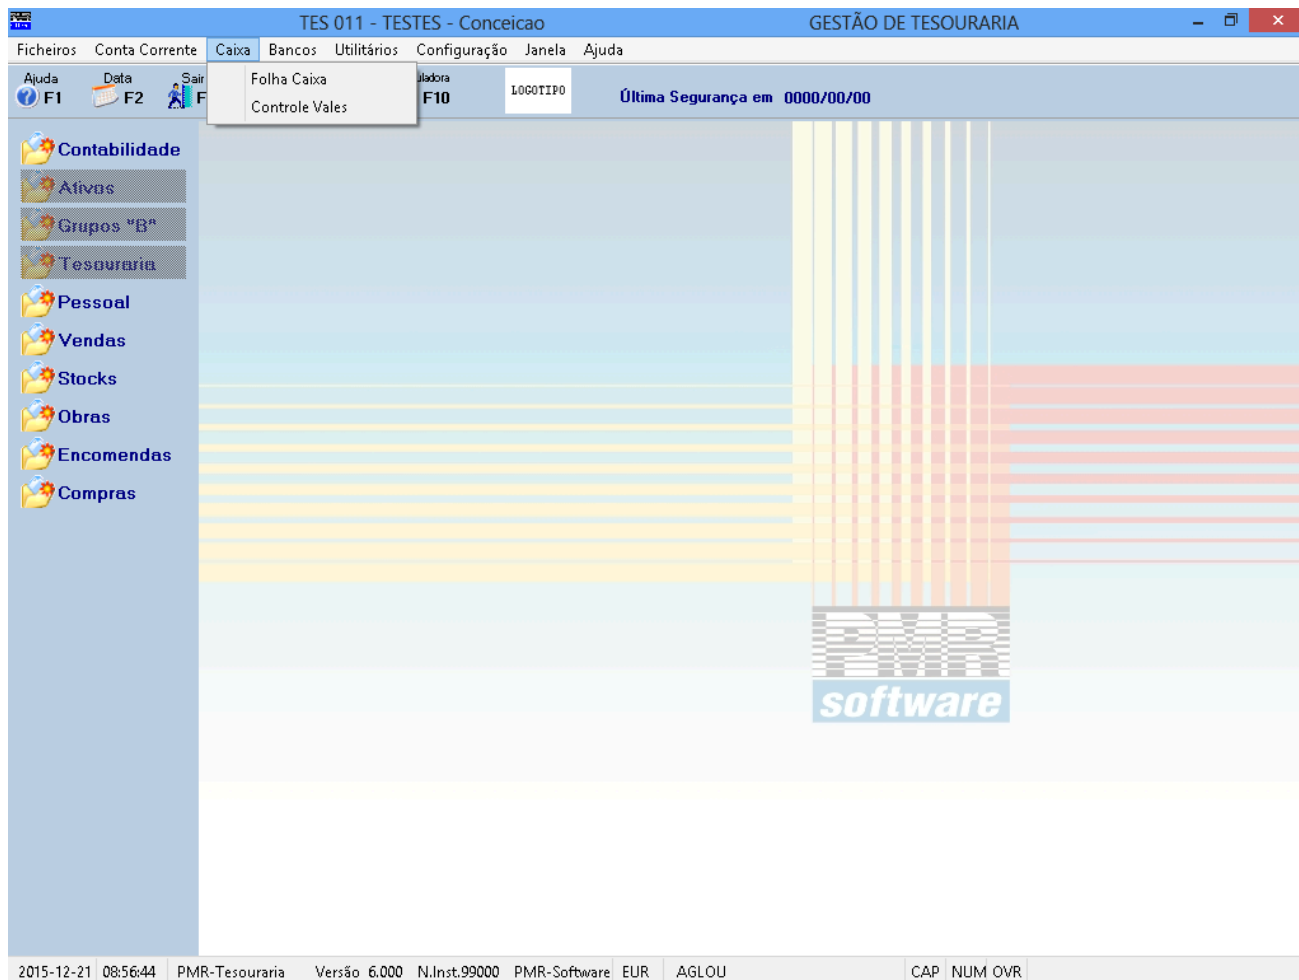 TES 011 - TESTES - Conceicao GESTÃO DE TESOURARIA
Ficheiros Conta Corrente Caixa Bancos Utilitários Configuração Janela Ajuda
Ajuda Data Sair
F1 F2 F F10
LOGOTIPO
Última Segurança em 0000/00/00
Folha Caixa
Controle Vales
Contabilidade
Ativos
Grupos "B"
Tesouraria
Pessoal
Vendas
Stocks
Obras
Encomendas
Compras
PMR
software
2015-12-21 08:56:44 PMR-Tesouraria Versão 6.000 N.Inst.99000 PMR-Software EUR AGLOU CAP NUM OVR